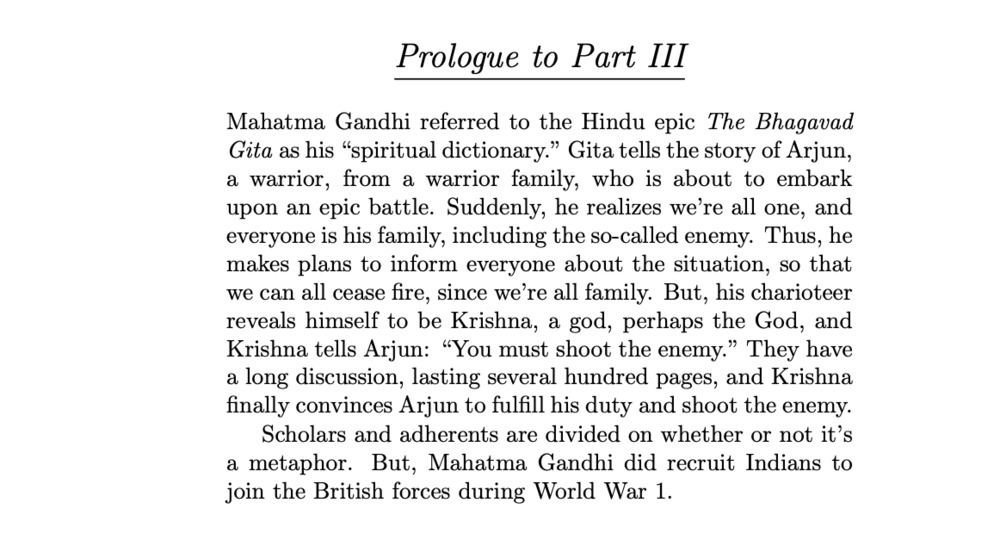 Prologue to Part III
Mahatma Gandhi referred to the Hindu epic The Bhagavad
Gita as his “spiritual dictionary.” Gita tells the story of Arjun,
a warrior, from a warrior family, who is about to embark
upon an epic battle. Suddenly, he realizes we’re all one, and
everyone is his family, including the so-called enemy. Thus, he
makes plans to inform everyone about the situation, so that
we can all cease fire, since we’re all family. But, his charioteer
reveals himself to be Krishna, a god, perhaps the God, and
Krishna tells Arjun: “You must shoot the enemy.” They have
a long discussion, lasting several hundred pages, and Krishna
finally convinces Arjun to fulfill his duty and shoot the enemy.
Scholars and adherents are divided on whether or not it’s
a metaphor. But, Mahatma Gandhi did recruit Indians to
join the British forces during World War 1.